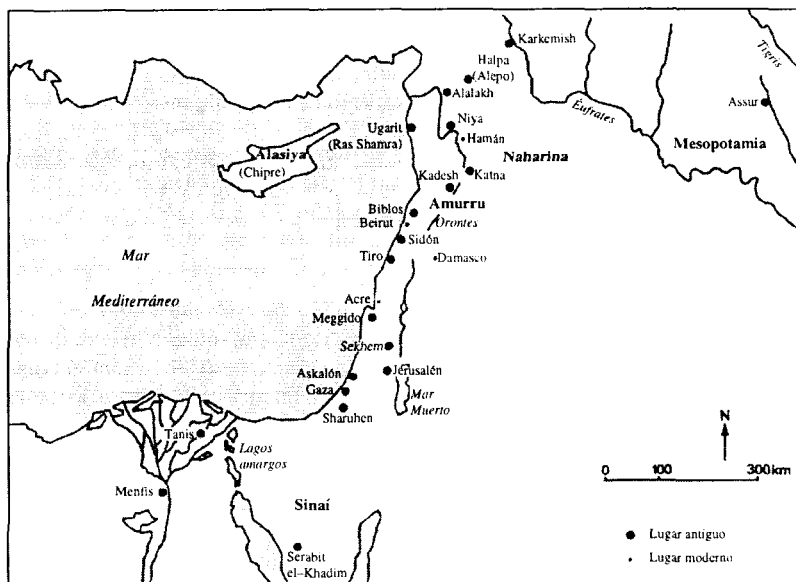 Karkemish
Halpa
(Alepo)
Alalakh
Tigris
Assur
Éufrates
Mesopotamia
Ugarit
(Ras Shamra)
Niya
Hamán
Naharina
Alasiya
(Chipre)
Kadesh
Katna
Amurru
Biblos
Beirut
Orontes
Sidón
Tiro
Damasco
Mar
Mediterráneo
Acre
Meggido
Sekhem
Askalón
Jerusalén
Gaza
Mar
Muerto
Sharuhen
Tanis
Lagos
amargos
N
0 100 300 km
Menfis
Sinaí
Serabit
el-Khadim
Lugar antiguo
Lugar moderno